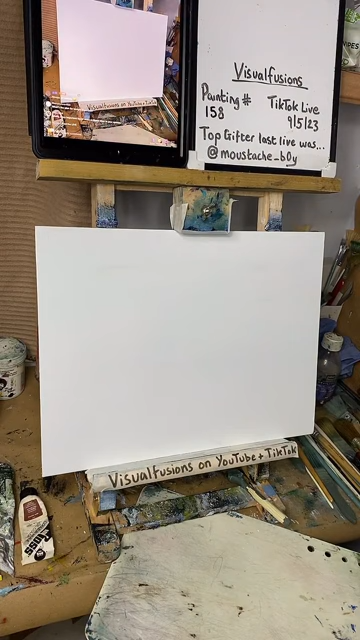 Visualfusions
Painting # TikTok Live
158 9/5/23
Top Gifter last live was...
@moustache_b0y
Visualfusions on YouTube + TikTok
Visualfusions on YouTube + TikTok